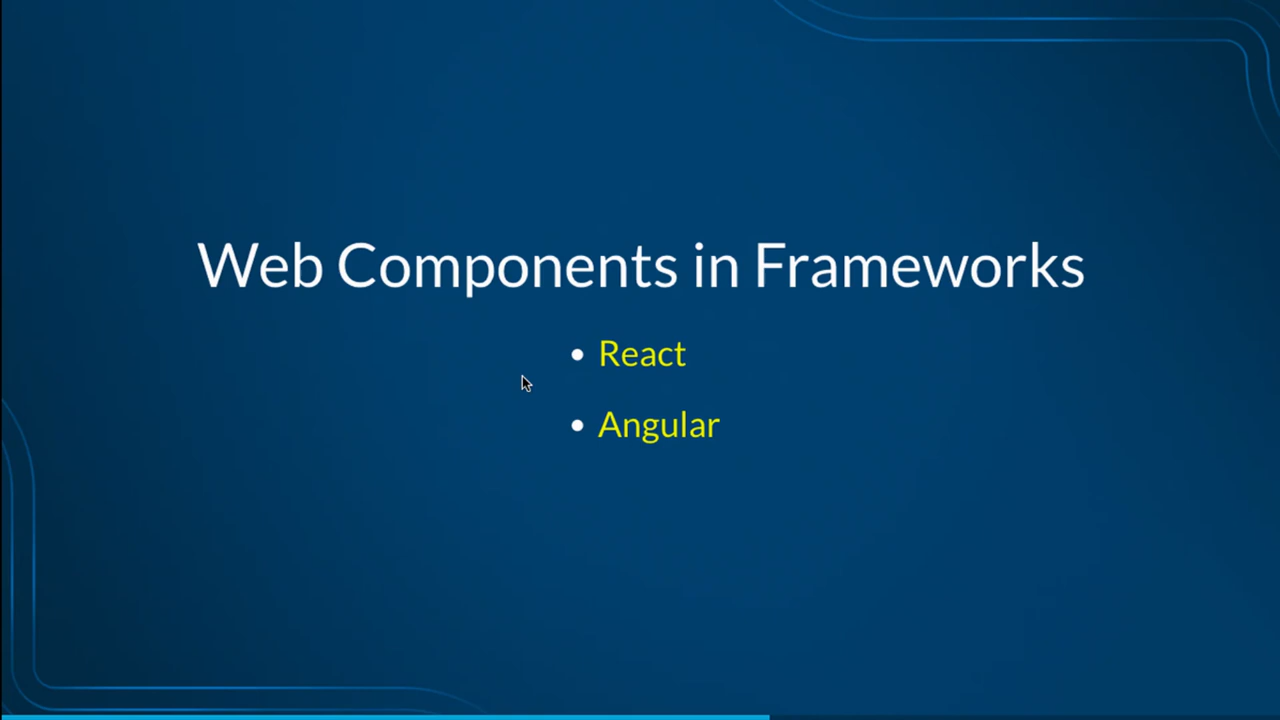 Web Components in Frameworks
• React
• Angular